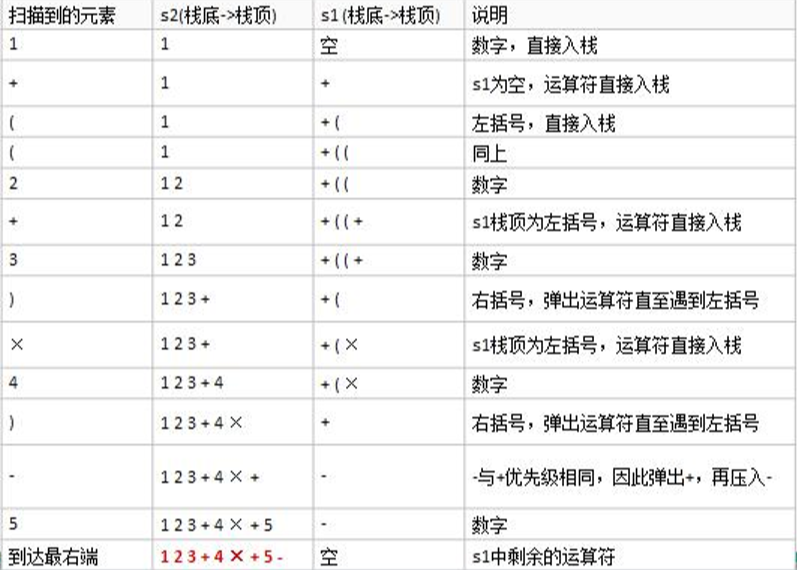 扫描到的元素 s2(栈底->栈顶) s1 (栈底->栈顶) 说明
1 1 空 数字，直接入栈
+ 1 + s1为空，运算符直接入栈
( 1 + ( 左括号，直接入栈
( 1 + ( ( 同上
2 1 2 + ( ( 数字
+ 1 2 + ( ( + s1栈顶为左括号，运算符直接入栈
3 1 2 3 + ( ( + 数字
) 1 2 3 + + ( 右括号，弹出运算符直至遇到左括号
× 1 2 3 + + ( × s1栈顶为左括号，运算符直接入栈
4 1 2 3 + 4 + ( × 数字
) 1 2 3 + 4 × + 右括号，弹出运算符直至遇到左括号
- 1 2 3 + 4 × + - -与+优先级相同，因此弹出+，再压入-
5 1 2 3 + 4 × + 5 - 数字
到达最右端 1 2 3 + 4 × + 5 - 空 s1中剩余的运算符